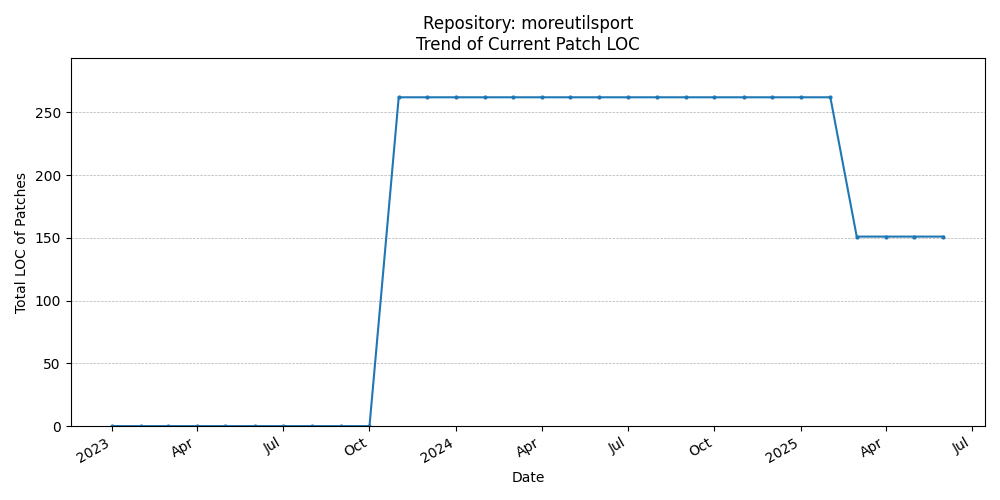 Repository: moreutilsport
Trend of Current Patch LOC
Total LOC of Patches
250
200
150
100
50
0
2023
Apr
Jul
Oct
2024
Apr
Jul
Oct
2025
Apr
Jul
Date